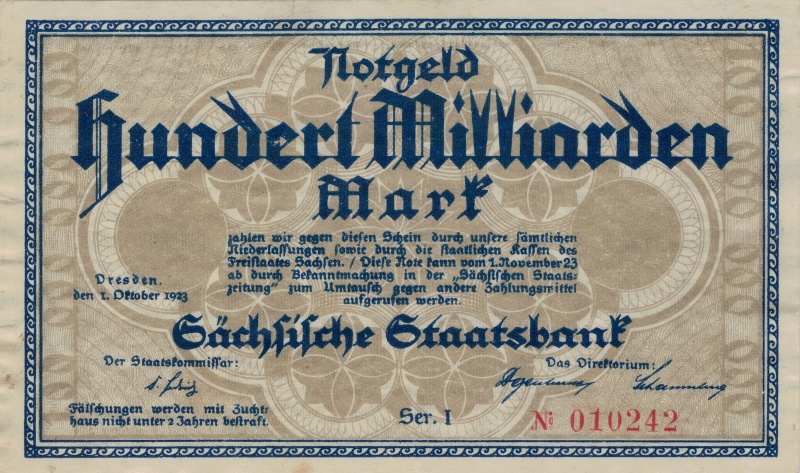 Notgeld
Hundert Milliarden
Mark
zahlen wir gegen diesen Schein durch unsere sämtlichen
Niederlassungen sowie durch die staatlichen Kassen des
Freistaates Sachsen. / Diese Note kann vom 1. November 23
ab durch Bekanntmachung in der „Sächsischen Staats
zeitung" zum Umtausch gegen andere Zahlungsmittel
aufgerufen werden.
Dresden,
den 1. Oktober 1923
Sächsische Staatsbank
Der Staatskommissar:
Das Direktorium:
Fälschungen werden mit Zucht:
haus nicht unter 2 Jahren bestraft.
Ser. I
No 010242